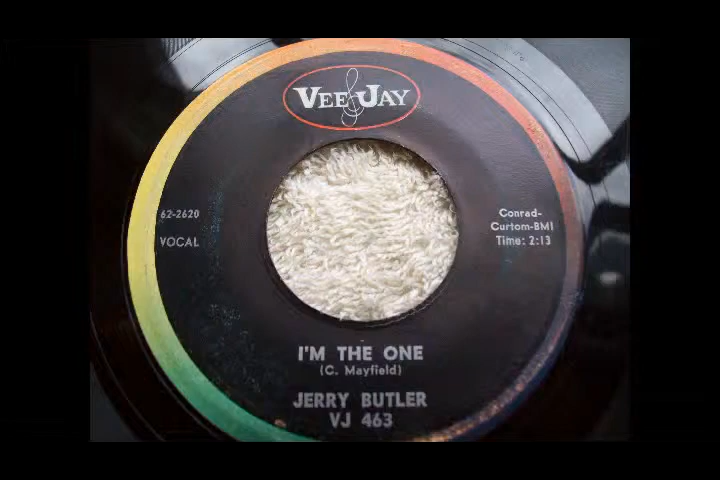 VEE JAY
62-2620
VOCAL
Conrad-
Curtom-BMI
Time: 2:13
I'M THE ONE
(C. Mayfield)
JERRY BUTLER
VJ 463